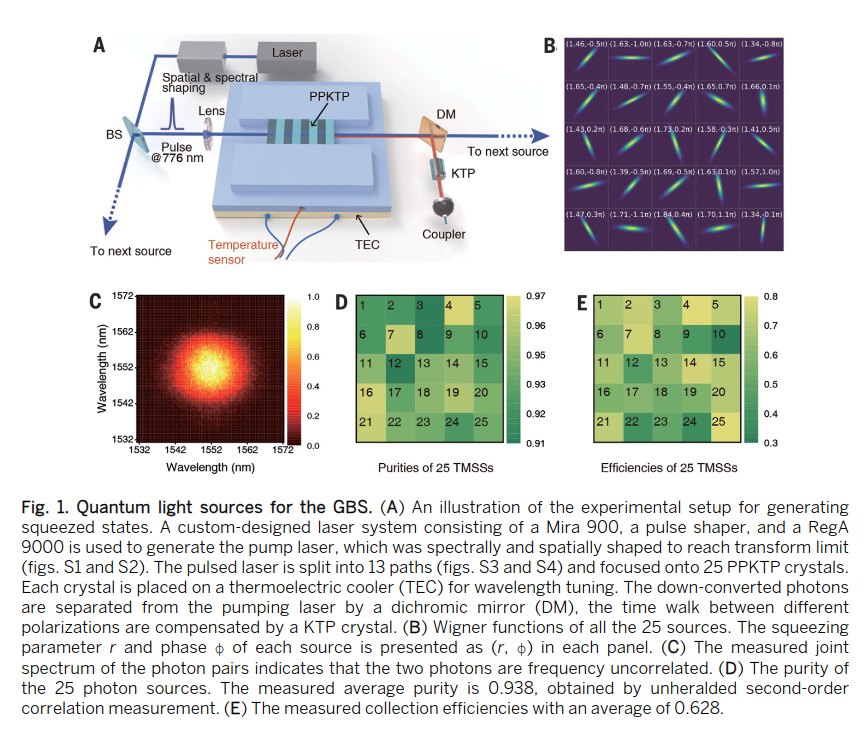 A
Laser
Spatial & spectral
shaping
PPKTP
Lens
DM
BS
Pulse
@776 nm
To next source
KTP
Coupler
To next source
Temperature
sensor
TEC
B
(1.46,-0.5π) (1.63,-1.0π) (1.63,-0.7π) (1.60,0.5π) (1.34,-0.8π)
(1.65,-0.4π) (1.48,-0.7π) (1.55,-0.4π) (1.65,0.7π) (1.66,0.1π)
(1.43,0.2π) (1.68,-0.6π) (1.73,0.2π) (1.58,-0.3π) (1.41,0.5π)
(1.60,-0.8π) (1.39,-0.5π) (1.69,-0.5π) (1.63,0.1π) (1.57,1.0π)
(1.47,0.3π) (1.71,-1.1π) (1.84,0.4π) (1.70,1.1π) (1.34,-0.1π)
C
Wavelength (nm)
1572
1562
1552
1542
1532
1532 1542 1552 1562 1572
Wavelength (nm)
1.0
0.8
0.6
0.4
0.2
0.0
D
1 2 3 4 5
6 7 8 9 10
11 12 13 14 15
16 17 18 19 20
21 22 23 24 25
0.97
0.96
0.95
0.93
0.92
0.91
Purities of 25 TMSSs
E
1 2 3 4 5
6 7 8 9 10
11 12 13 14 15
16 17 18 19 20
21 22 23 24 25
0.8
0.7
0.6
0.5
0.4
0.3
Efficiencies of 25 TMSSs
Fig. 1. Quantum light sources for the GBS. (A) An illustration of the experimental setup for generating
squeezed states. A custom-designed laser system consisting of a Mira 900, a pulse shaper, and a RegA
9000 is used to generate the pump laser, which was spectrally and spatially shaped to reach transform limit
(figs. S1 and S2). The pulsed laser is split into 13 paths (figs. S3 and S4) and focused onto 25 PPKTP crystals.
Each crystal is placed on a thermoelectric cooler (TEC) for wavelength tuning. The down-converted photons
are separated from the pumping laser by a dichromic mirror (DM), the time walk between different
polarizations are compensated by a KTP crystal. (B) Wigner functions of all the 25 sources. The squeezing
parameter r and phase ϕ of each source is presented as (r, ϕ) in each panel. (C) The measured joint
spectrum of the photon pairs indicates that the two photons are frequency uncorrelated. (D) The purity of
the 25 photon sources. The measured average purity is 0.938, obtained by unheralded second-order
correlation measurement. (E) The measured collection efficiencies with an average of 0.628.